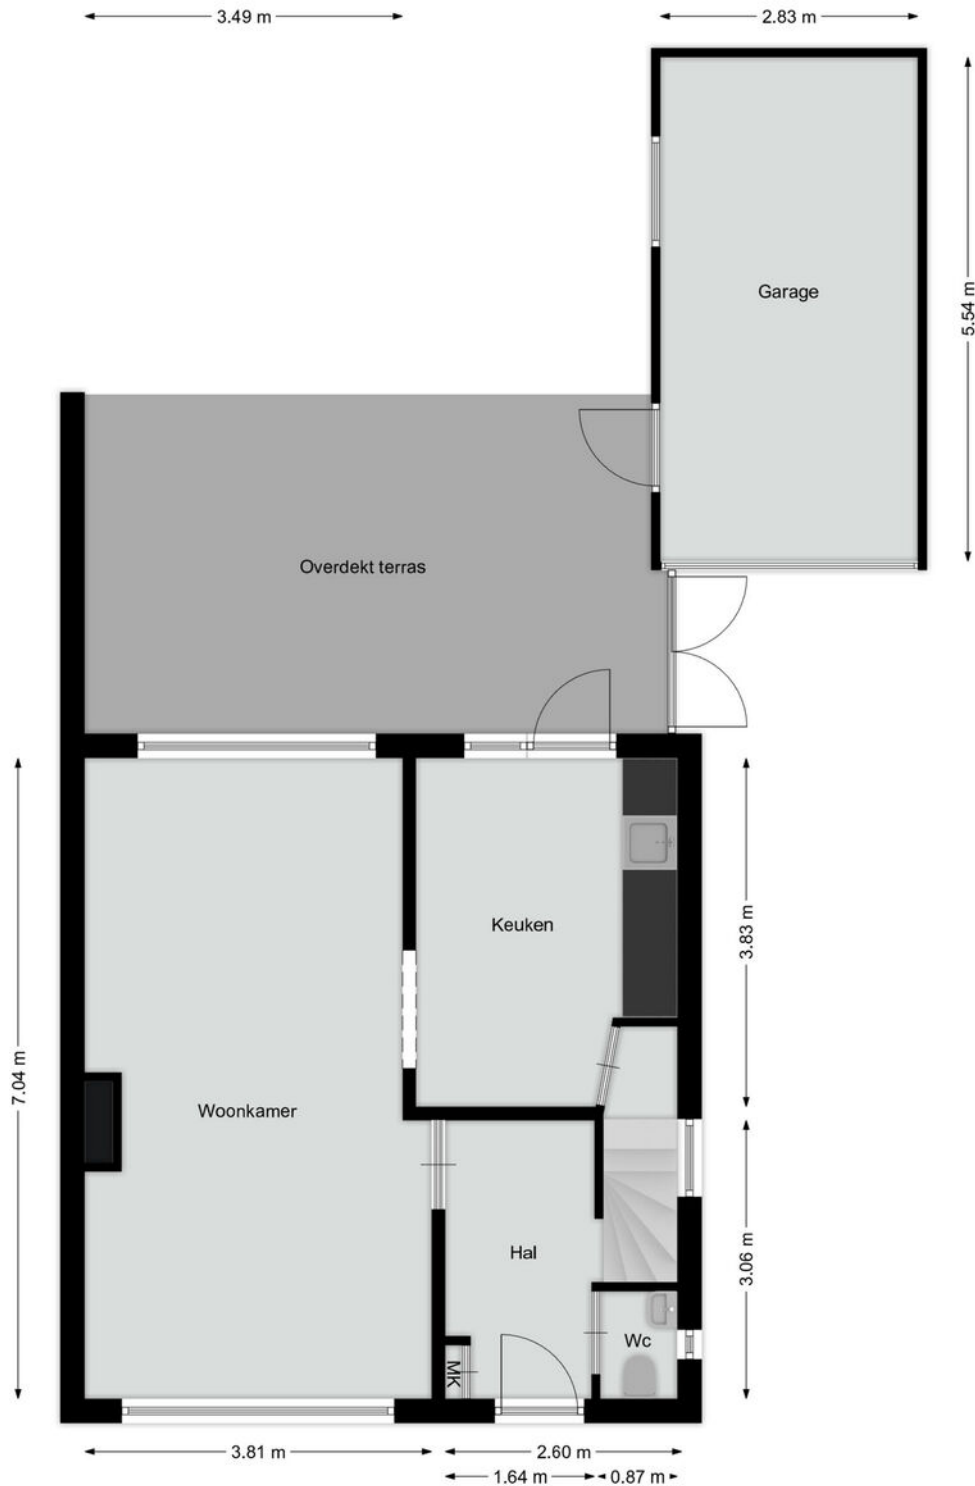 3.49 m
2.83 m
Garage
5.54 m
Overdekt terras
Keuken
3.83 m
7.04 m
Woonkamer
Hal
3.06 m
Wc
MK
3.81 m
2.60 m
1.64 m
0.87 m